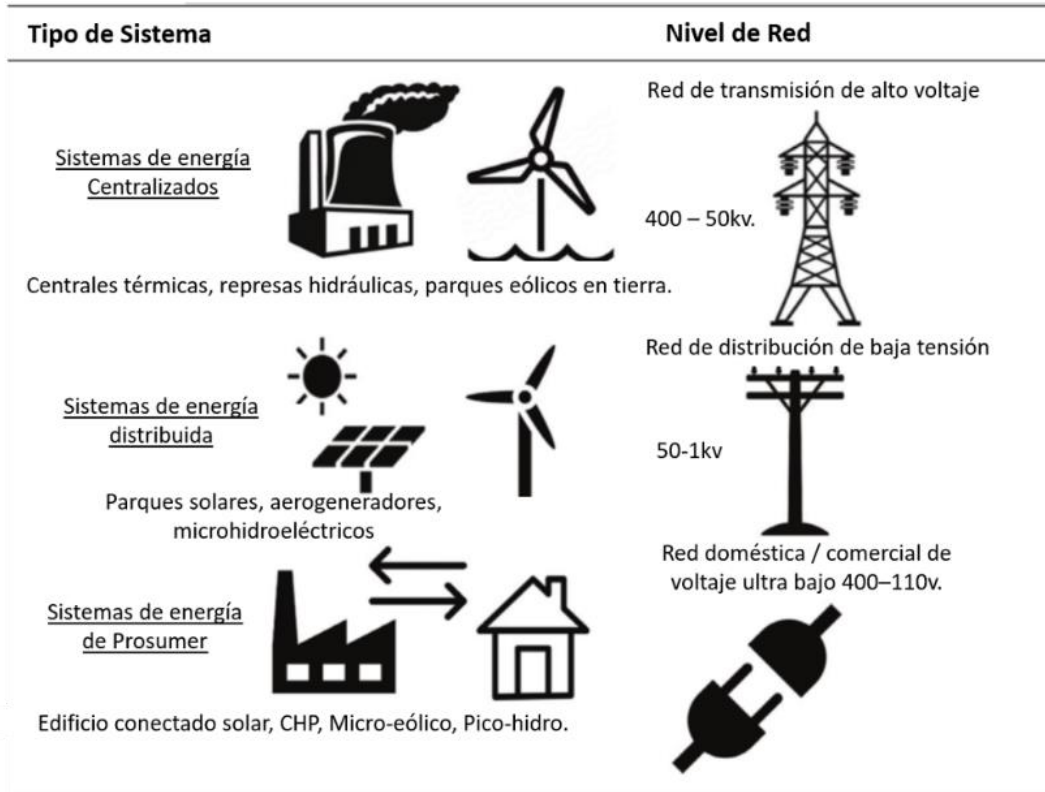 Tipo de Sistema
Nivel de Red
Sistemas de energía
Centralizados
Red de transmisión de alto voltaje
400 – 50kv.
Centrales térmicas, represas hidráulicas, parques eólicos en tierra.
Sistemas de energía
distribuida
Red de distribución de baja tensión
50-1kv
Parques solares, aerogeneradores,
microhidroeléctricos
Sistemas de energía
de Prosumer
Red doméstica / comercial de
voltaje ultra bajo 400–110v.
Edificio conectado solar, CHP, Micro-eólico, Pico-hidro.